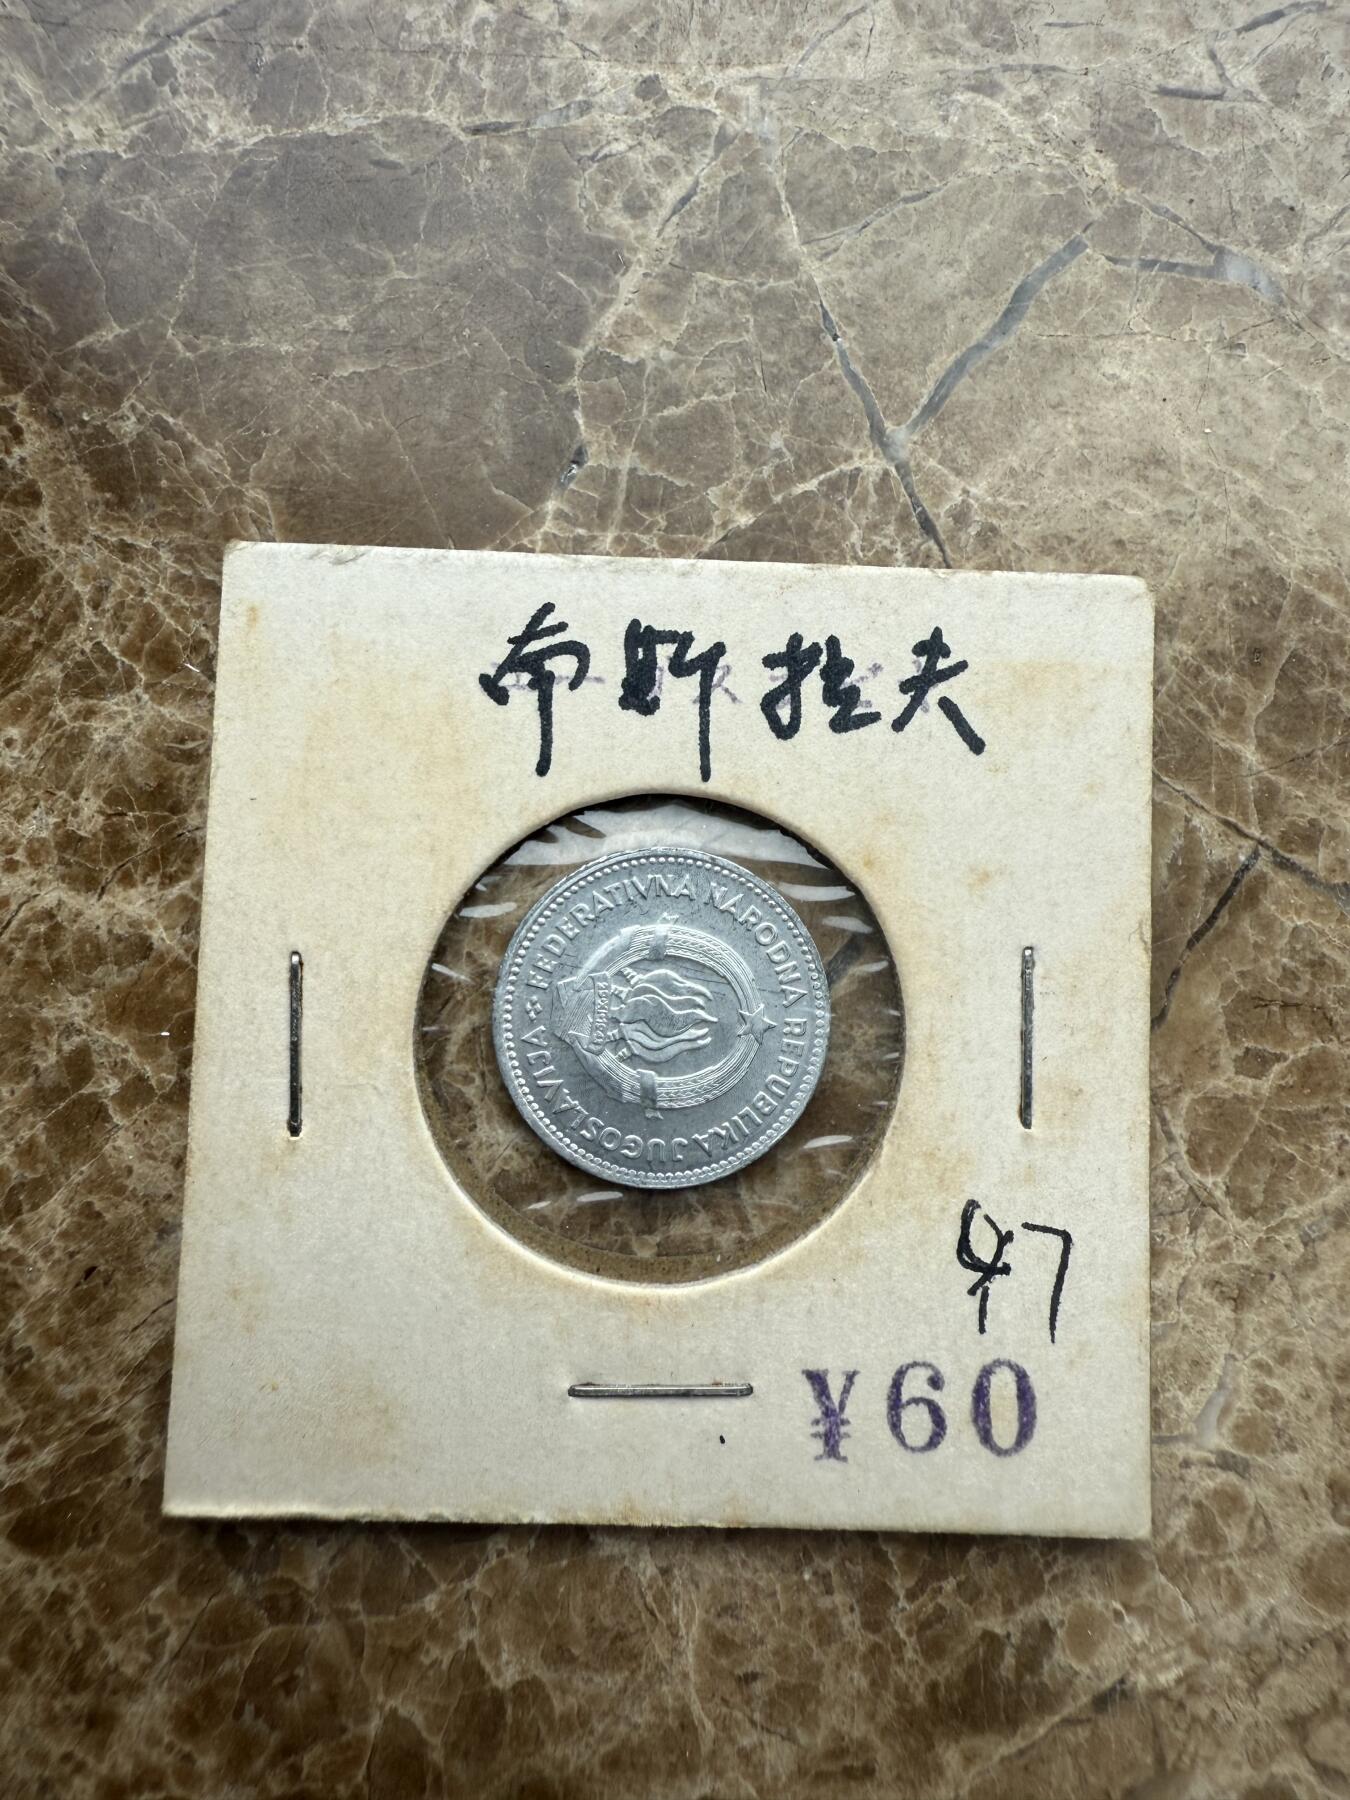 南斯拉夫
FEDERATIVNA NARODNA REPUBLIKA JUGOSLAVIJA
47
¥60